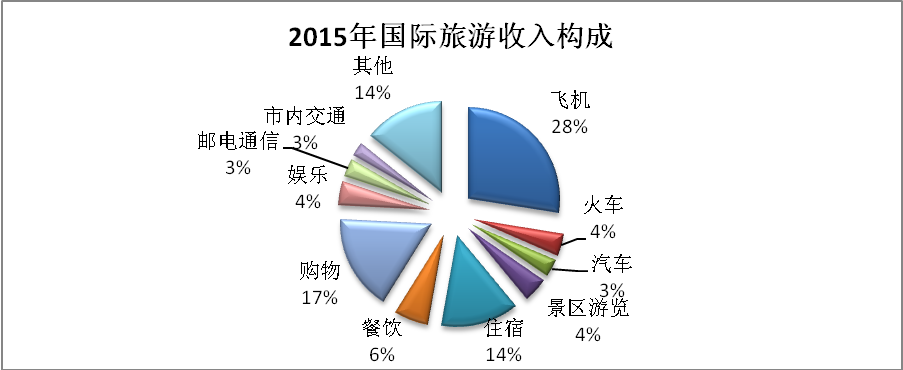 2015年国际旅游收入构成
其他
14%
飞机
28%
市内交通
3%
邮电通信
3%
娱乐
4%
火车
4%
汽车
3%
购物
17%
景区游览
4%
餐饮
6%
住宿
14%